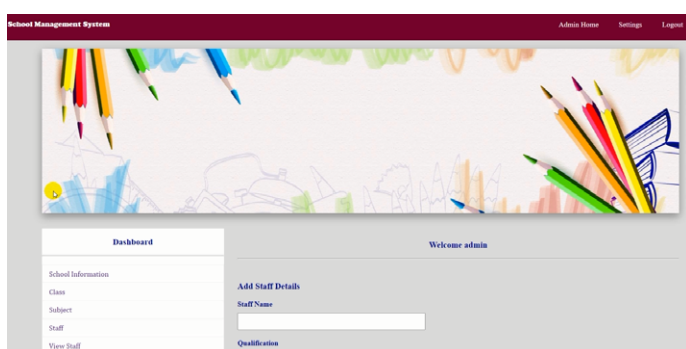 School Management System
Admin Home Settings Logout
Dashboard
Welcome admin
School Information
Class
Subject
Staff
View Staff
Add Staff Details
Staff Name
Qualification